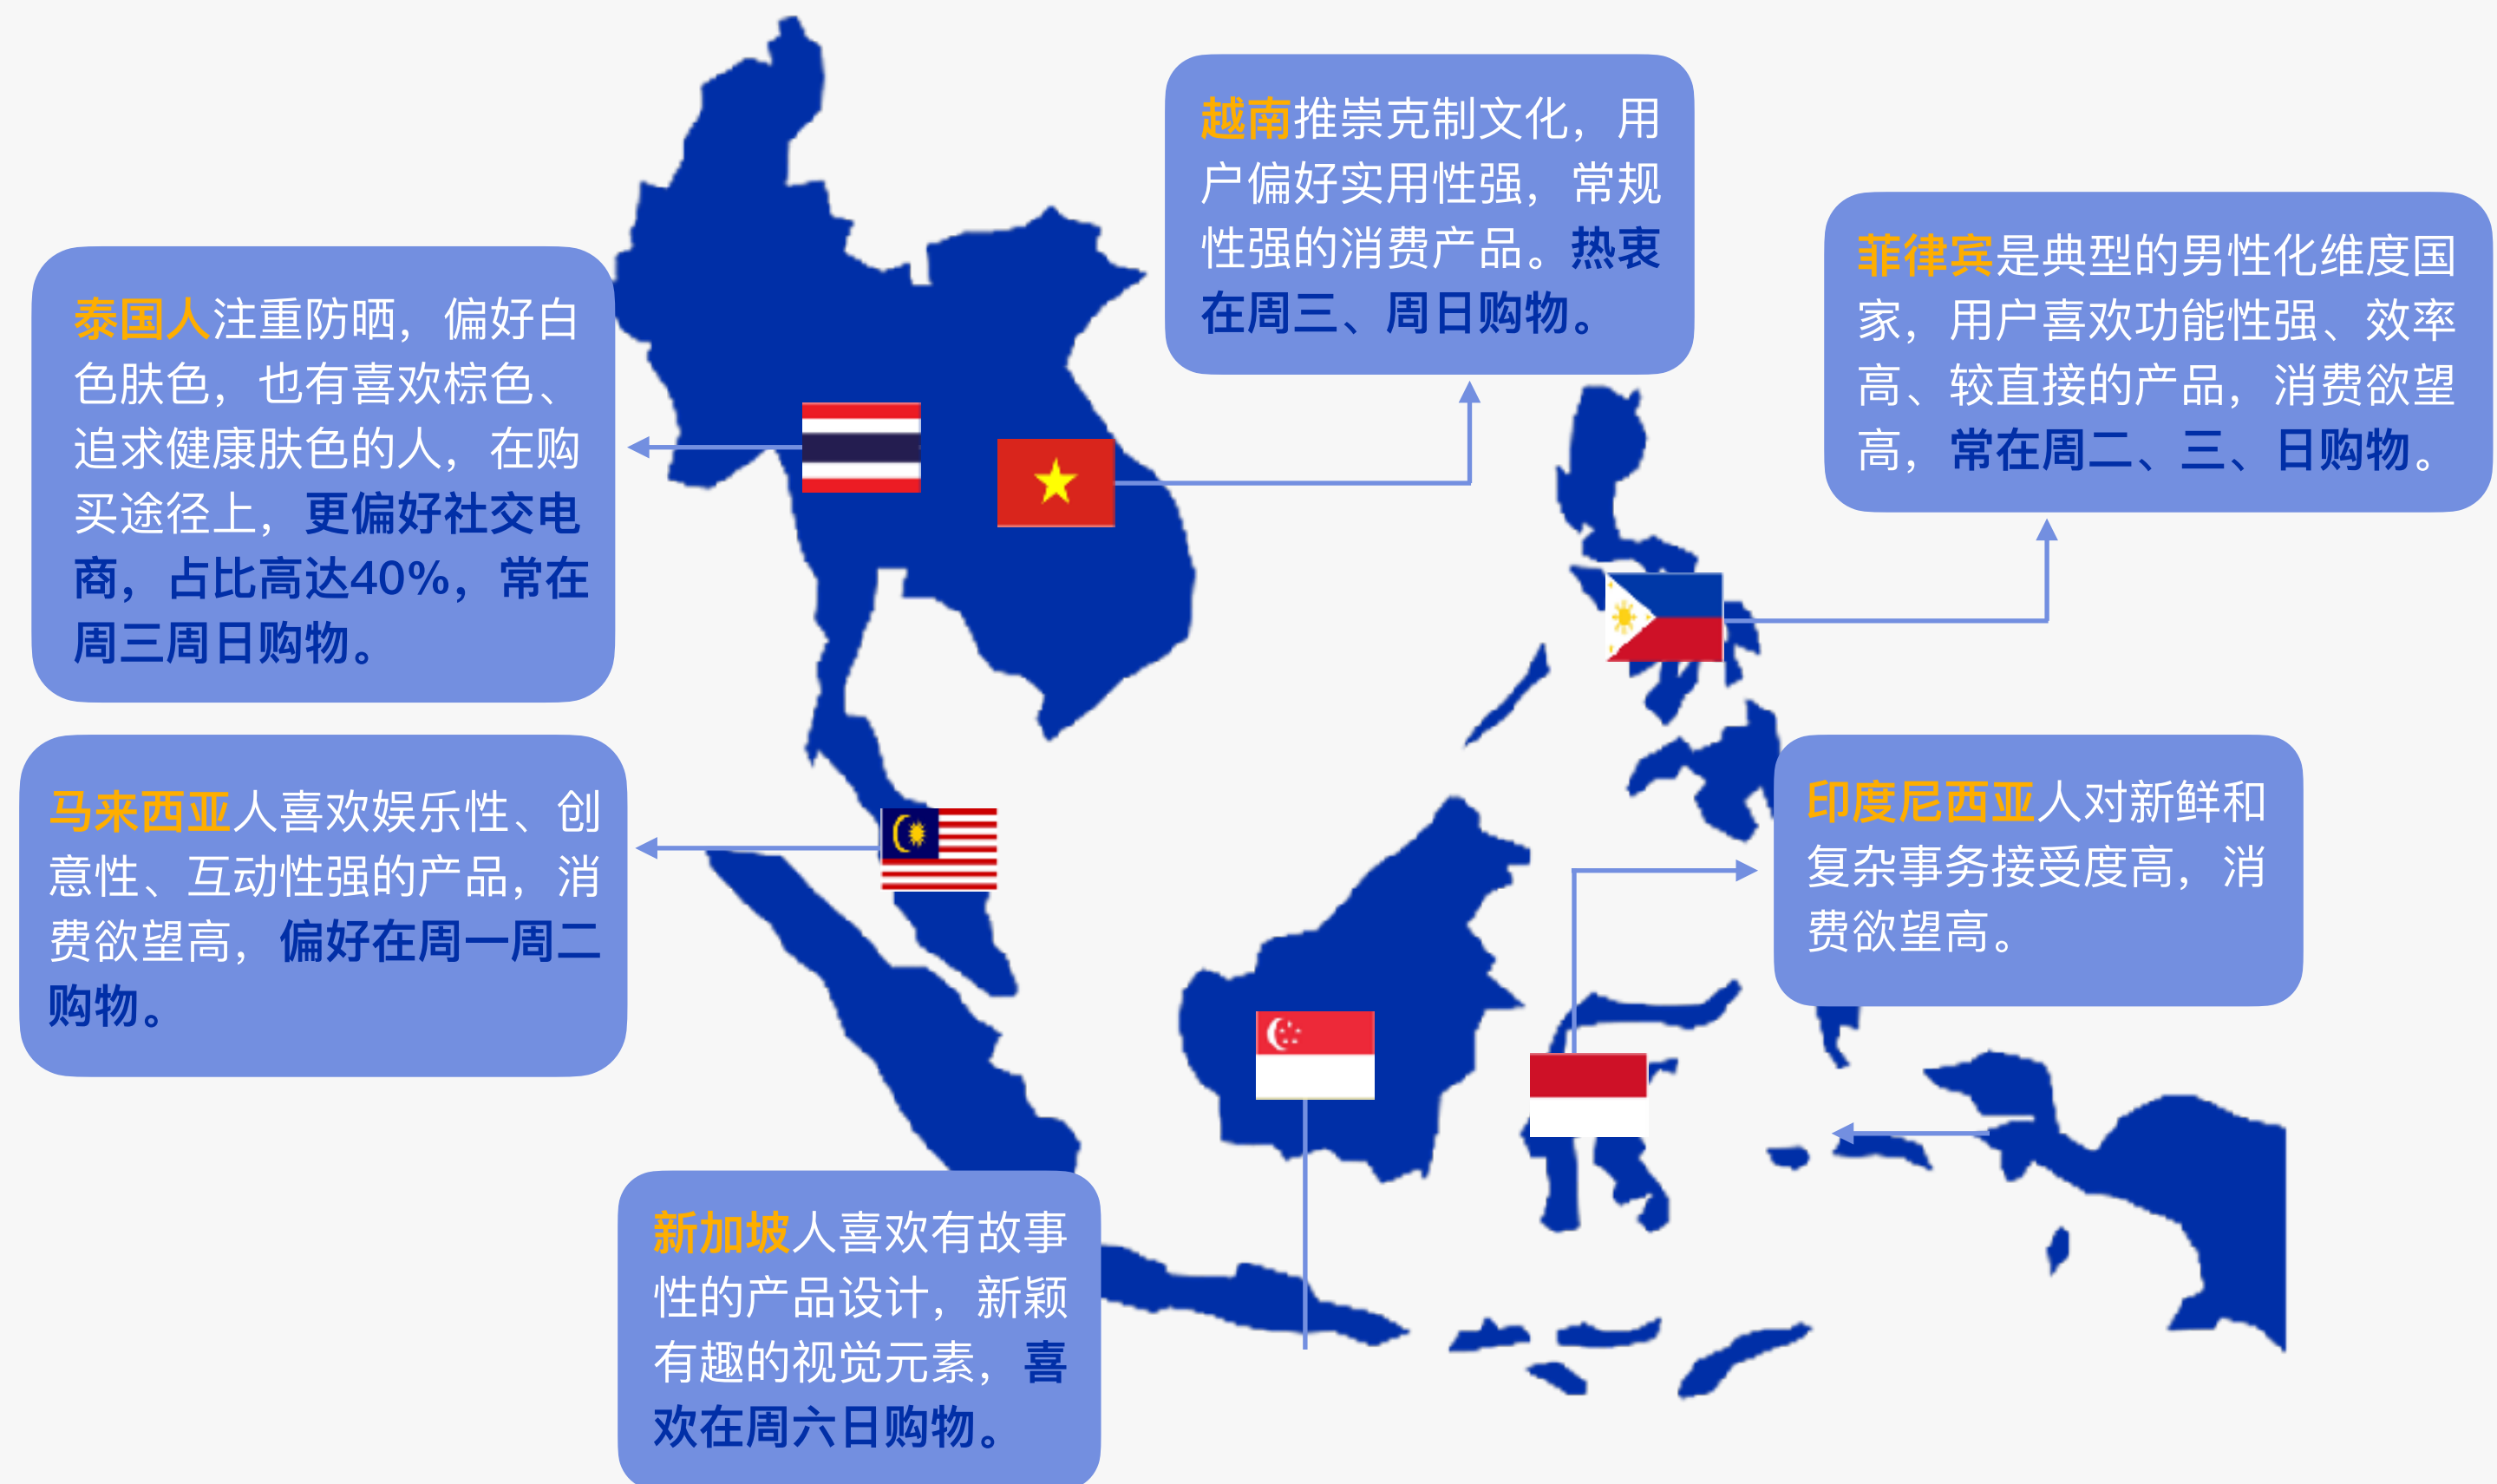 越南推崇克制文化，用
户偏好实用性强，常规
性强的消费产品。热衷
在周三、周日购物。
菲律宾是典型的男性化维度国
家，用户喜欢功能性强、效率
高、较直接的产品，消费欲望
高，常在周二、三、日购物。
泰国人注重防晒，偏好白
色肤色，也有喜欢棕色、
追求健康肤色的人，在购
买途径上，更偏好社交电
商，占比高达40%，常在
周三周日购物。
马来西亚人喜欢娱乐性、创
意性、互动性强的产品，消
费欲望高，偏好在周一周二
购物。
印度尼西亚人对新鲜和
复杂事务接受度高，消
费欲望高。
新加坡人喜欢有故事
性的产品设计，新颖
有趣的视觉元素，喜
欢在周六日购物。